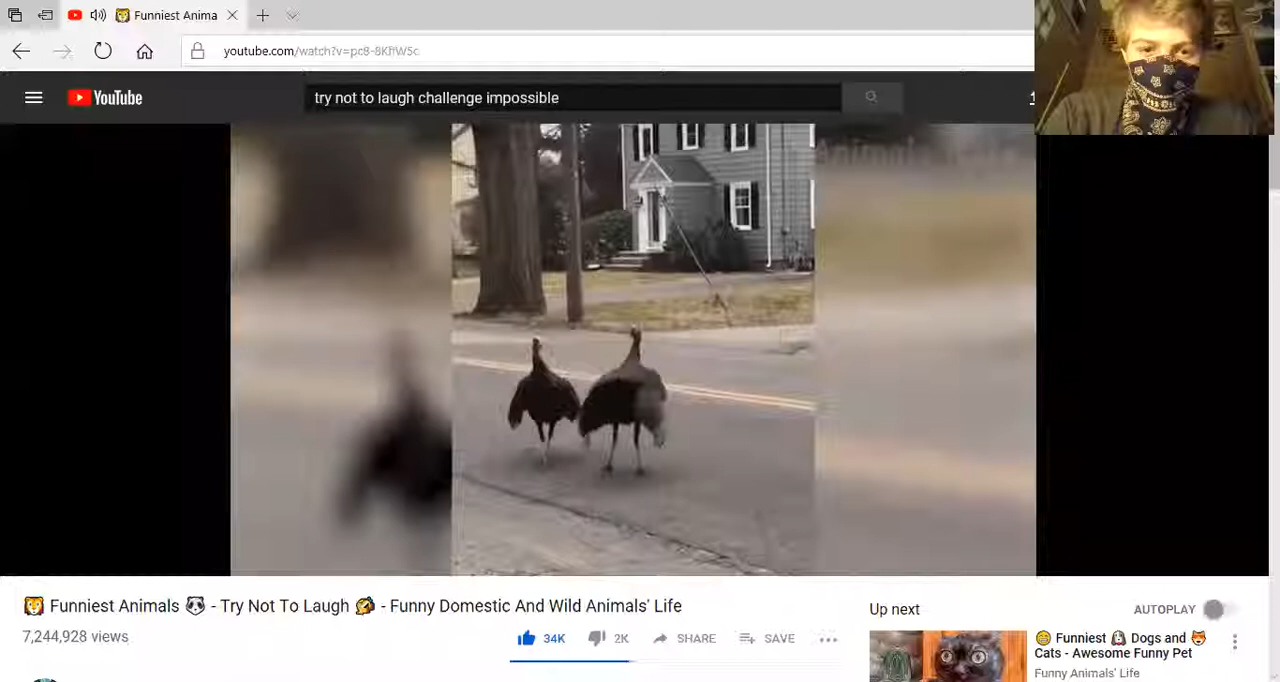 Funniest Anima
youtube.com/watch?v=pc8-8KhW5c
YouTube
try not to laugh challenge impossible
🐯 Funniest Animals 🐼 - Try Not To Laugh - Funny Domestic And Wild Animals' Life
7,244,928 views
34K
2K
SHARE
SAVE
Up next
AUTOPLAY
Funniest Dogs and
Cats - Awesome Funny Pet
Funny Animals' Life